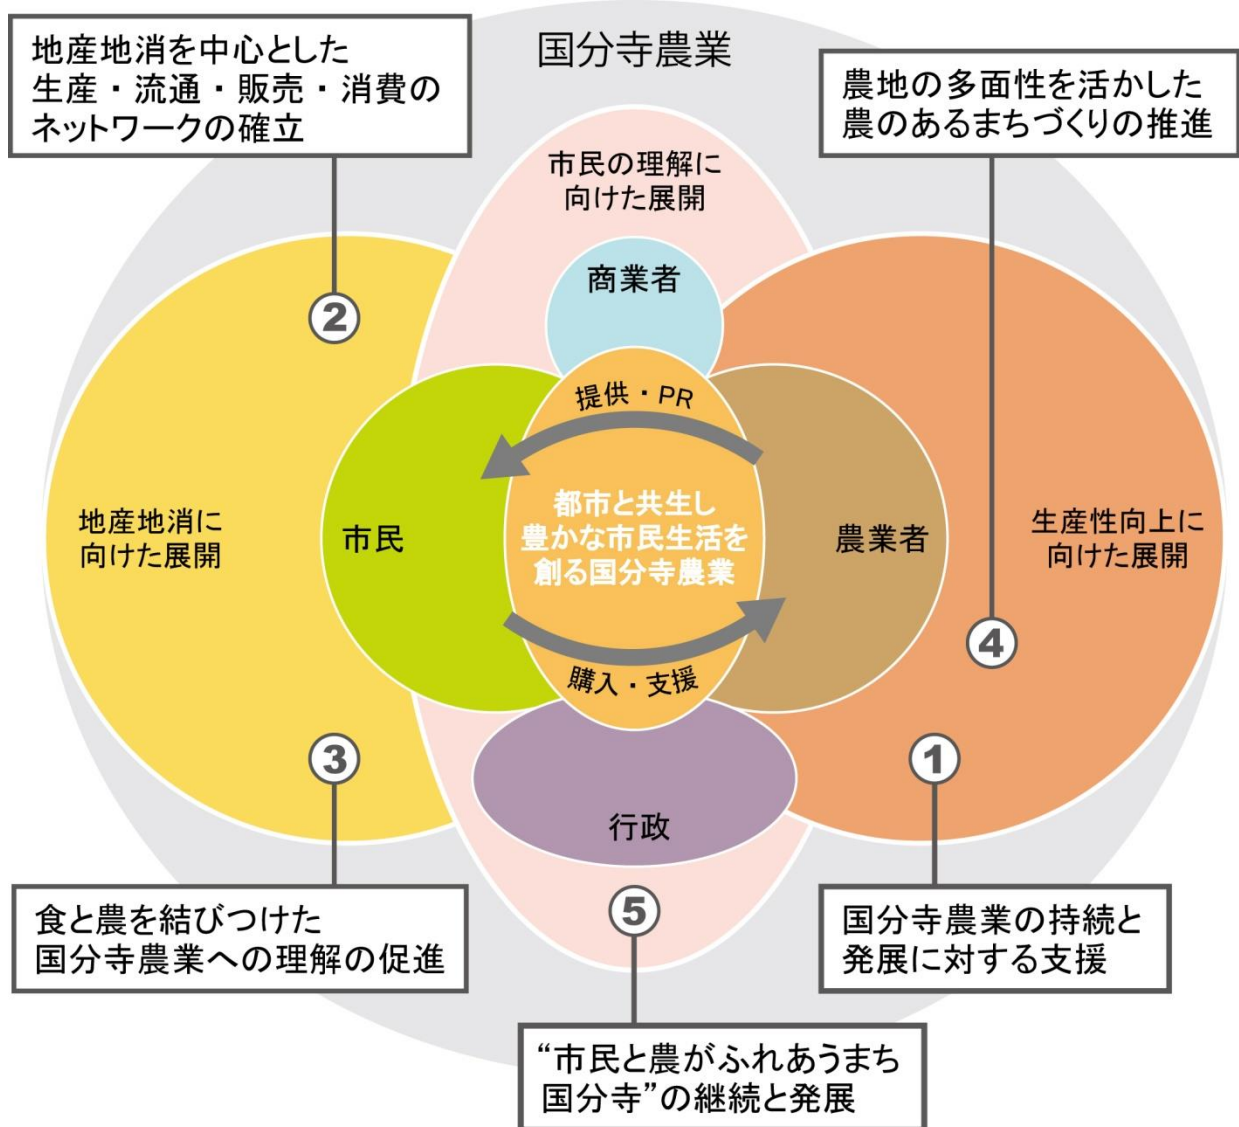 国分寺農業
地産地消を中心とした
生産・流通・販売・消費の
ネットワークの確立
農地の多面性を活かした
農のあるまちづくりの推進
市民の理解に
向けた展開
商業者
2
提供・PR
地産地消に
向けた展開
市民
都市と共生し
豊かな市民生活を
創る国分寺農業
農業者
生産性向上に
向けた展開
4
購入・支援
3
1
行政
5
食と農を結びつけた
国分寺農業への理解の促進
国分寺農業の持続と
発展に対する支援
“市民と農がふれあうまち
国分寺”の継続と発展